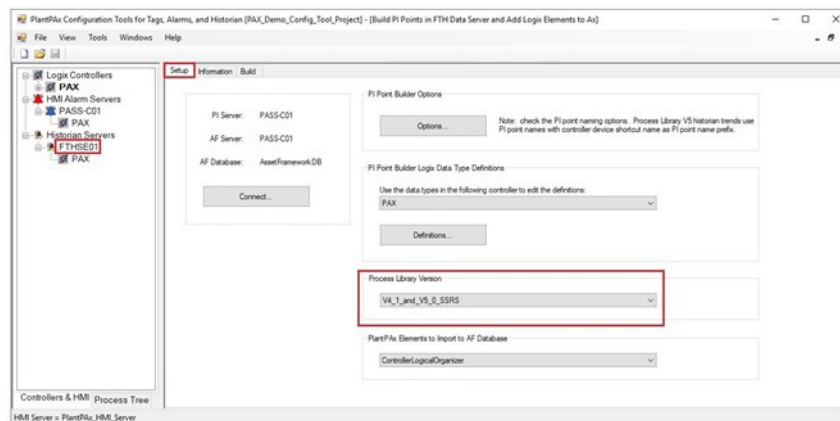 PlantPAx Configuration Tools for Tags, Alarms, and Historian [PAX_Demo_Config_Tool_Project] - [Build PI Points in FTH Data Server and Add Logix Elements to As]
File View Tools Windows Help
Logix Controllers
PAX
HMI Alarm Servers
PASS-C01
PAX
Historian Servers
FTHSE01
PAX
Controllers & HMI Process Tree
Setup Information Build
PI Server: PASS-C01
AF Server: PASS-C01
AF Database: AssetFrameworkDB
Connect...
PI Point Builder Options
Options...
Note: check the PI point naming options. Process Library V5 historian trends use
PI point names with controller device shortcut name as PI point name prefix.
PI Point Builder Logix Data Type Definitions
Use the data types in the following controller to edit the definitions:
PAX
Definitions...
Process Library Version
V4_1_and_V5_0_SSRS
PlantPAx Elements to Import to AF Database
ControllerLogicalOrganizer
HMI Server = PlantPAx_HMI_Server